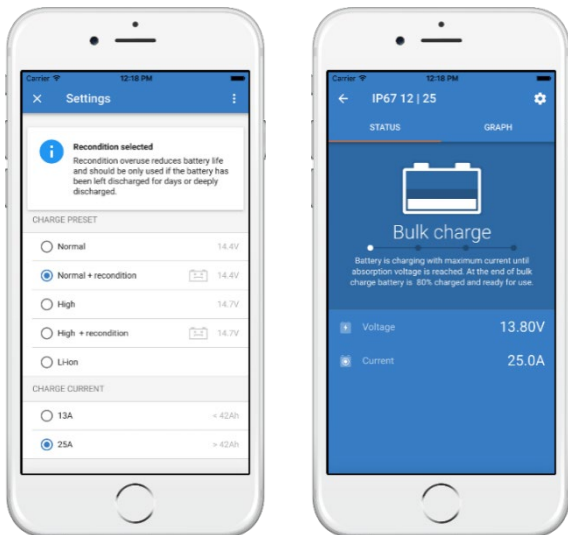 Carrier 12:18 PM
Settings
Recondition selected
Recondition overuse reduces battery life
and should be only used if the battery has
been left discharged for days or deeply
discharged.
CHARGE PRESET
Normal 14.4V
Normal + recondition 14.4V
High 14.7V
High + recondition 14.7V
Li-ion
CHARGE CURRENT
13A < 42Ah
25A > 42Ah
Carrier 12:18 PM
IP67 12 | 25
STATUS GRAPH
Bulk charge
Battery is charging with maximum current until
absorption voltage is reached. At the end of bulk
charge battery is 80% charged and ready for use.
Voltage 13.80V
Current 25.0A